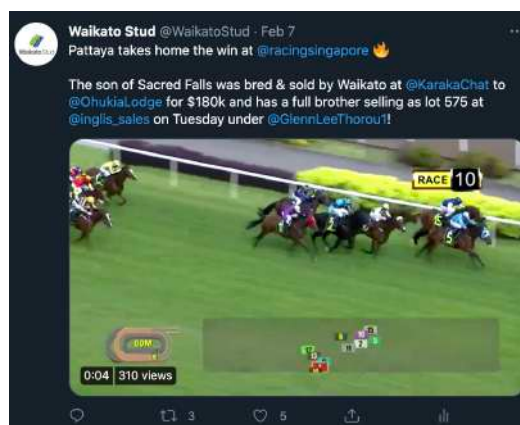 Waikato Stud @WaikatoStud · Feb 7
Pattaya takes home the win at @racingsingapore 🔥
The son of Sacred Falls was bred & sold by Waikato at @KarakaChat to
@OhukiaLodge for $180k and has a full brother selling as lot 575 at
@inglis_sales on Tuesday under @GlennLeeThorou1!
RACE 10
0:04 310 views
3 5